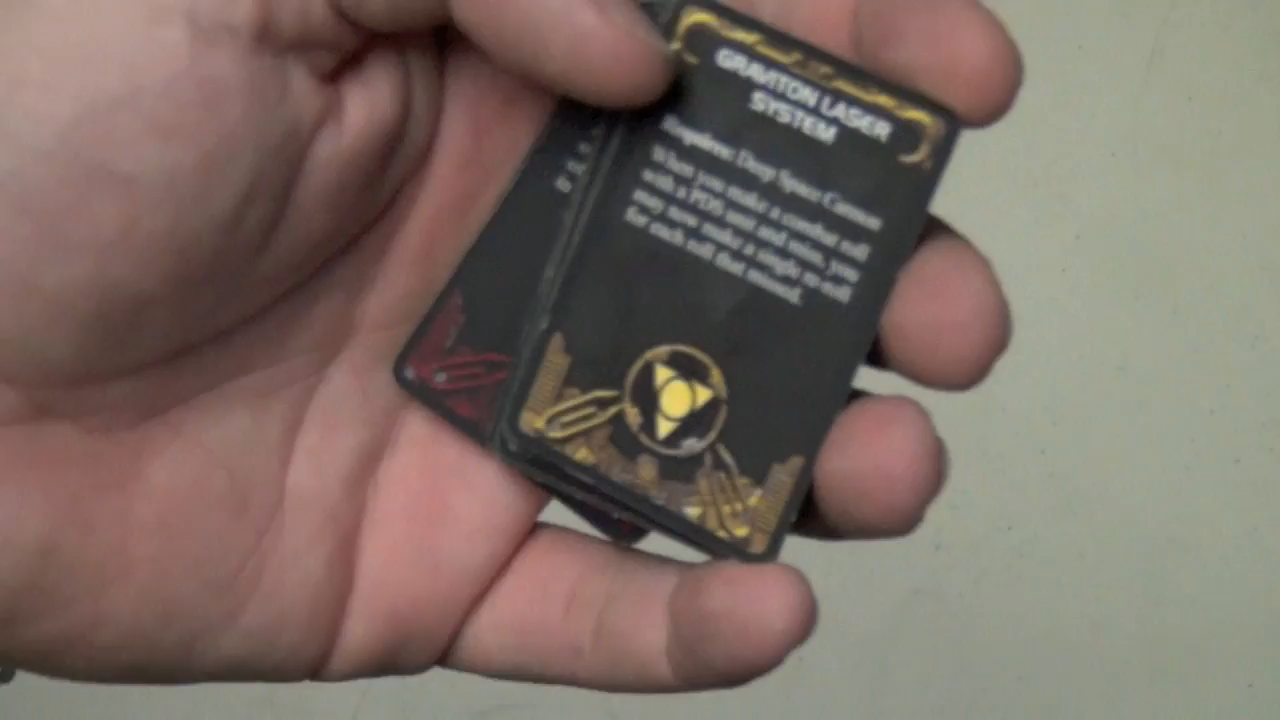 GRAVITON LASER
SYSTEM
Requires: Deep Space Cannon
When you make a combat roll
with a PDS unit and miss, you
may now make a single re-roll
for each roll that missed.